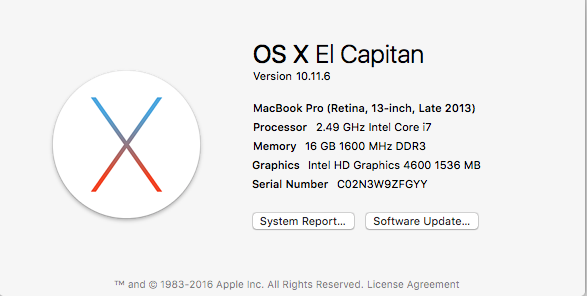 OS X El Capitan
Version 10.11.6
MacBook Pro (Retina, 13-inch, Late 2013)
Processor 2.49 GHz Intel Core i7
Memory 16 GB 1600 MHz DDR3
Graphics Intel HD Graphics 4600 1536 MB
Serial Number C02N3W9ZFGYY
System Report... Software Update...
™ and © 1983-2016 Apple Inc. All Rights Reserved. License Agreement